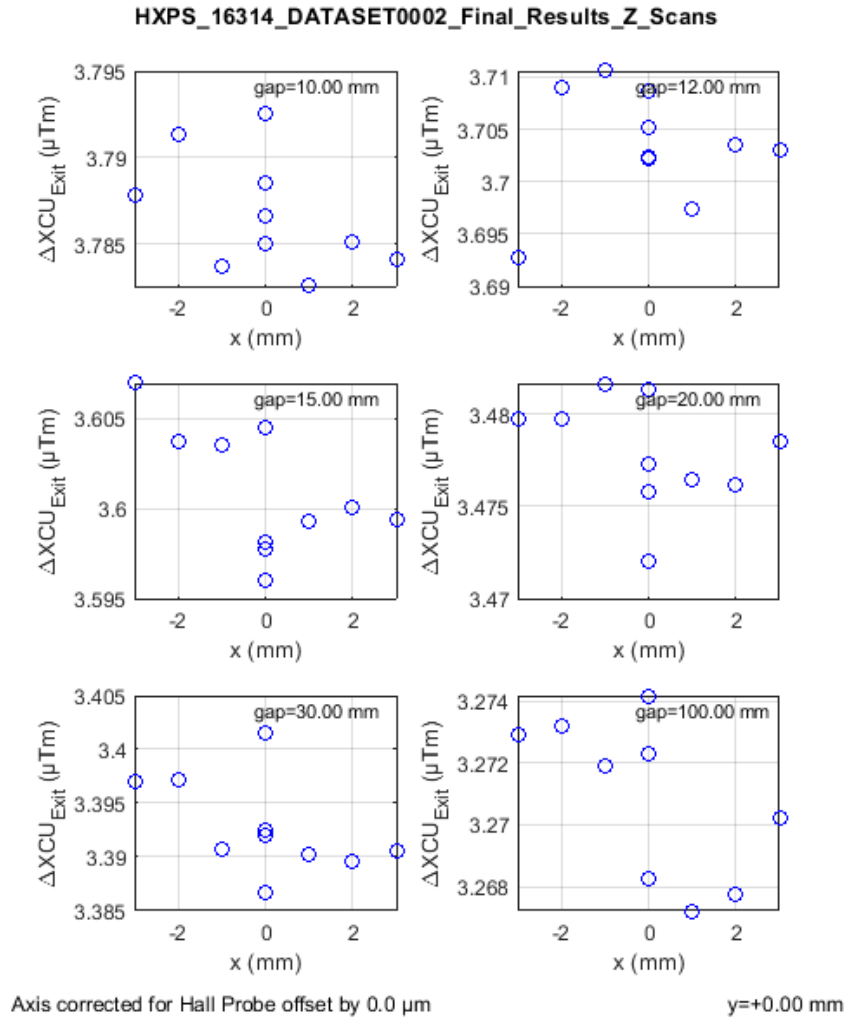 HXPS_16314_DATASET0002_Final_Results_Z_Scans
gap=10.00 mm
3.795
3.79
3.785
ΔXCU_Exit (µTm)
-2 0 2
x (mm)
gap=12.00 mm
3.71
3.705
3.7
3.695
3.69
ΔXCU_Exit (µTm)
-2 0 2
x (mm)
gap=15.00 mm
3.605
3.6
3.595
ΔXCU_Exit (µTm)
-2 0 2
x (mm)
gap=20.00 mm
3.48
3.475
3.47
ΔXCU_Exit (µTm)
-2 0 2
x (mm)
gap=30.00 mm
3.405
3.4
3.395
3.39
3.385
ΔXCU_Exit (µTm)
-2 0 2
x (mm)
gap=100.00 mm
3.274
3.272
3.27
3.268
ΔXCU_Exit (µTm)
-2 0 2
x (mm)
Axis corrected for Hall Probe offset by 0.0 µm
y=+0.00 mm